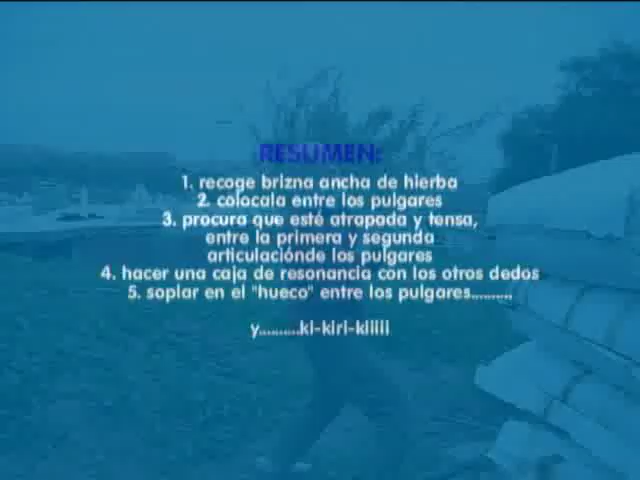 RESUMEN:
1. recoge brizna ancha de hierba
2. colocala entre los pulgares
3. procura que esté atrapada y tensa,
entre la primera y segunda
articulaciónde los pulgares
4. hacer una caja de resonancia con los otros dedos
5. soplar en el "hueco" entre los pulgares..........
y..........ki-kiri-kiiiii